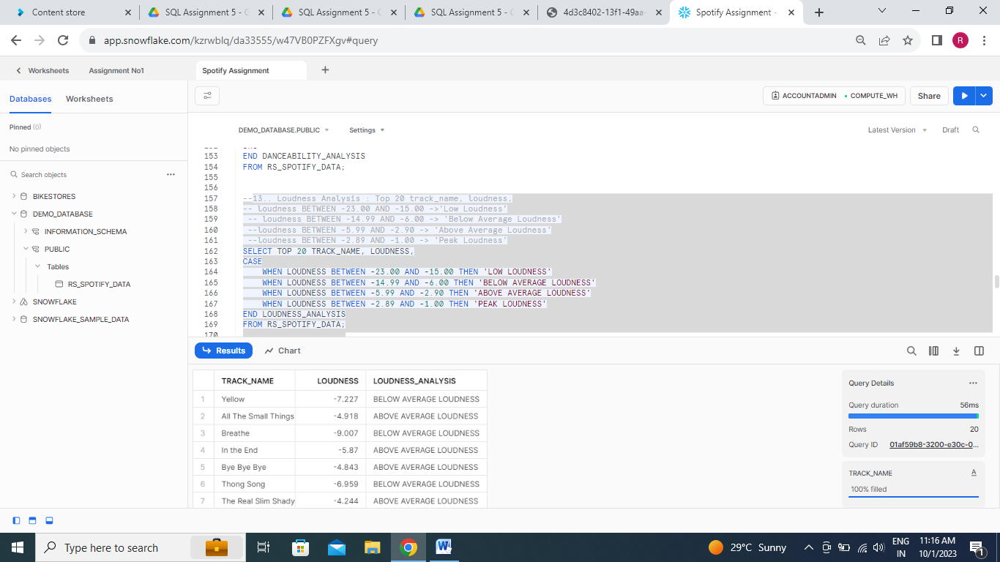 Content store
SQL Assignment 5 - G
SQL Assignment 5 - G
SQL Assignment 5 - G
4d3c8402-13f1-49aa-
Spotify Assignment -
app.snowflake.com/kzrwblq/da33555/w47VB0PZFXgv#query
R
Worksheets
Assignment No1
Spotify Assignment
Databases
Worksheets
ACCOUNTADMIN
COMPUTE_WH
Share
Pinned (0)
No pinned objects
Search objects
BIKESTORES
DEMO_DATABASE
INFORMATION_SCHEMA
PUBLIC
Tables
RS_SPOTIFY_DATA
SNOWFLAKE
SNOWFLAKE_SAMPLE_DATA
DEMO_DATABASE.PUBLIC
Settings
Latest Version
Draft
153 END DANCEABILITY_ANALYSIS
154 FROM RS_SPOTIFY_DATA;
155
156
157 --13.. Loudness Analysis : Top 20 track_name, loudness,
158 -- loudness BETWEEN -23.00 AND -15.00 ->'Low Loudness'
159 -- loudness BETWEEN -14.99 AND -6.00 -> 'Below Average Loudness'
160 --loudness BETWEEN -5.99 AND -2.90 -> 'Above Average Loudness'
161 --loudness BETWEEN -2.89 AND -1.00 -> 'Peak Loudness'
162 SELECT TOP 20 TRACK_NAME, LOUDNESS,
163 CASE
164 WHEN LOUDNESS BETWEEN -23.00 AND -15.00 THEN 'LOW LOUDNESS'
165 WHEN LOUDNESS BETWEEN -14.99 AND -6.00 THEN 'BELOW AVERAGE LOUDNESS'
166 WHEN LOUDNESS BETWEEN -5.99 AND -2.90 THEN 'ABOVE AVERAGE LOUDNESS'
167 WHEN LOUDNESS BETWEEN -2.89 AND -1.00 THEN 'PEAK LOUDNESS'
168 END LOUDNESS_ANALYSIS
169 FROM RS_SPOTIFY_DATA;
170
Results
Chart
TRACK_NAME LOUDNESS LOUDNESS_ANALYSIS
1 Yellow -7.227 BELOW AVERAGE LOUDNESS
2 All The Small Things -4.918 ABOVE AVERAGE LOUDNESS
3 Breathe -9.007 BELOW AVERAGE LOUDNESS
4 In the End -5.87 ABOVE AVERAGE LOUDNESS
5 Bye Bye Bye -4.843 ABOVE AVERAGE LOUDNESS
6 Thong Song -6.959 BELOW AVERAGE LOUDNESS
7 The Real Slim Shady -4.244 ABOVE AVERAGE LOUDNESS
Query Details
Query duration 56ms
Rows 20
Query ID 01af59b8-3200-e30c-0...
TRACK_NAME A
100% filled
Type here to search
29°C Sunny
ENG
IN
11:16 AM
10/1/2023
1